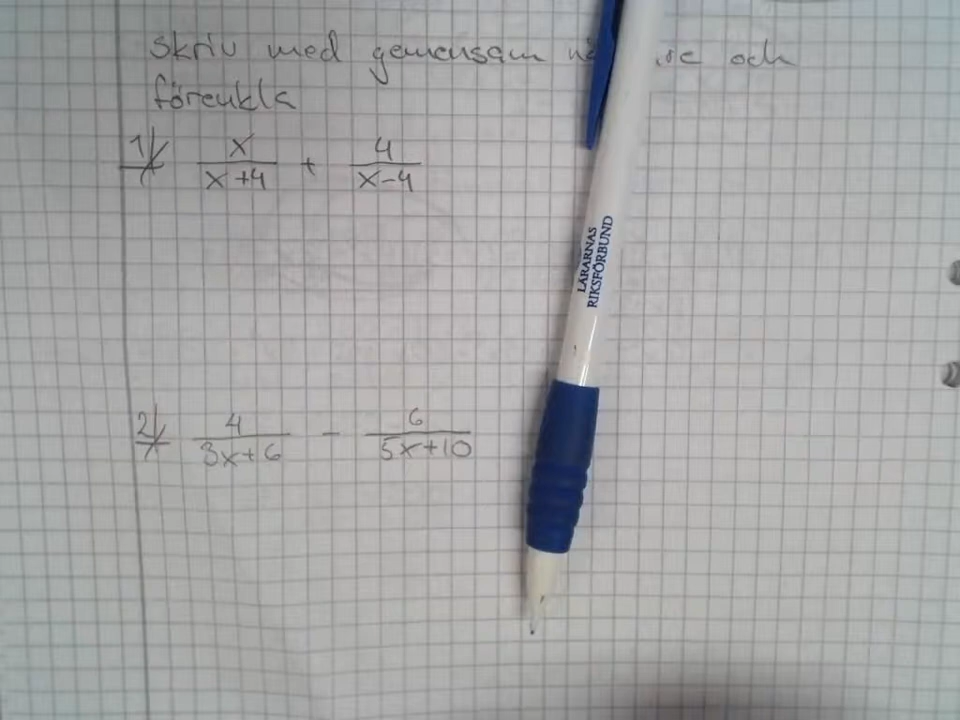 Skriv med gemensam och
förenkla
1/ x/(x+4) + 4/(x-4)
LÄRARNAS
RIKSFÖRBUND
2/ 4/(3x+6) - 6/(5x+10)